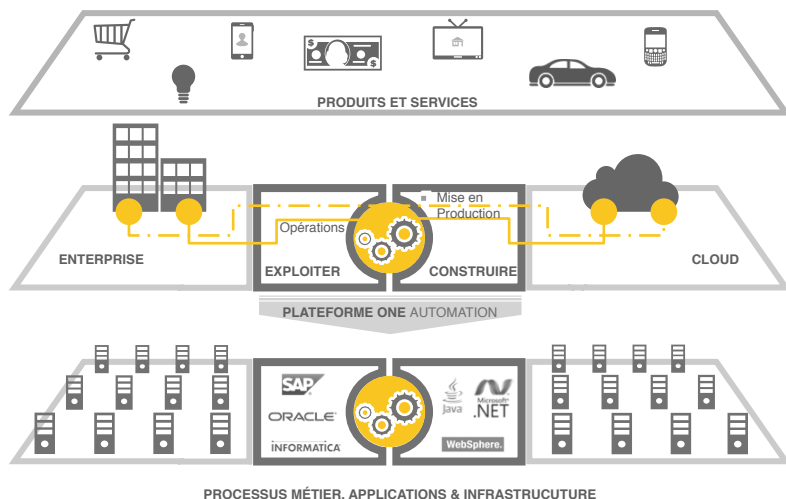 $ $
PRODUITS ET SERVICES
Mise en
Production
Opérations
ENTERPRISE
EXPLOITER
CONSTRUIRE
CLOUD
PLATEFORME ONE AUTOMATION
SAP
Java
Microsoft
.NET
ORACLE
INFORMATICA
WebSphere.
PROCESSUS MÉTIER, APPLICATIONS & INFRASTRUCUTURE